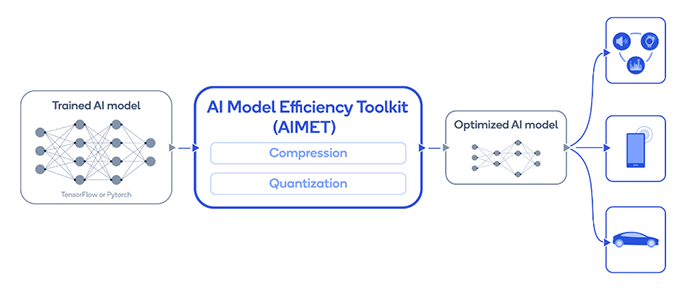 Trained AI model
TensorFlow or Pytorch
AI Model Efficiency Toolkit
(AIMET)
Compression
Quantization
Optimized AI model